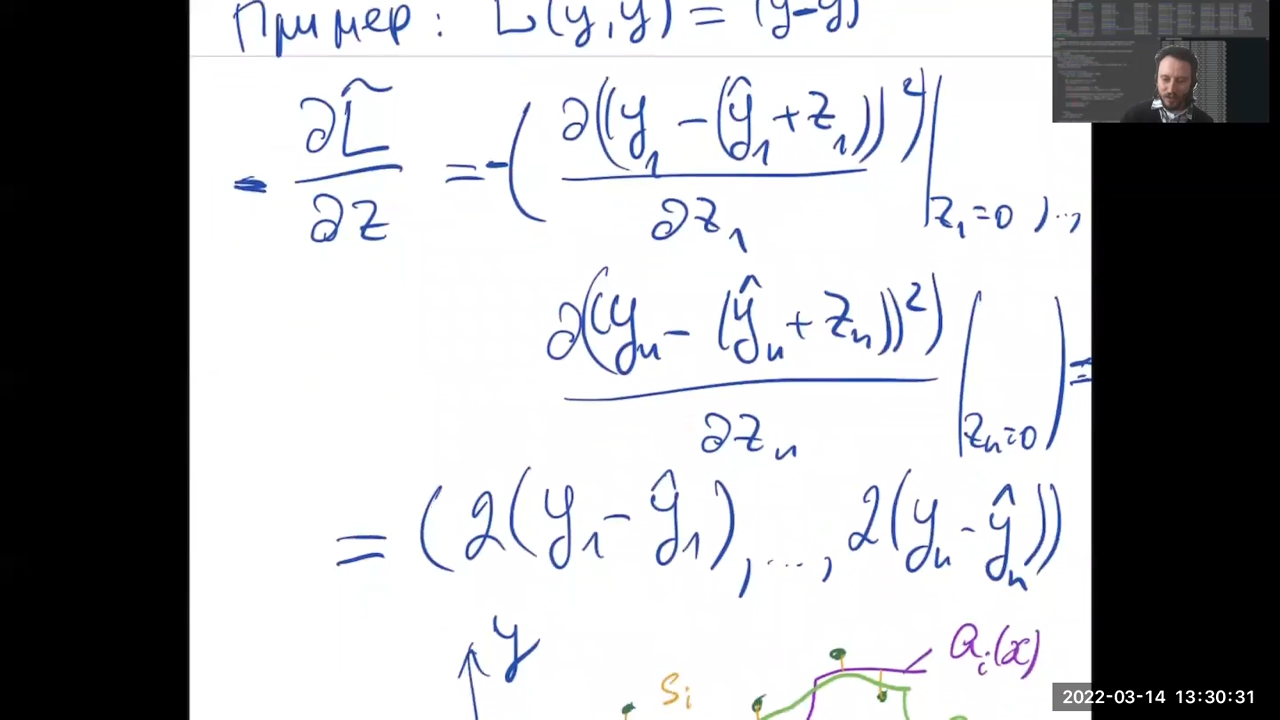 Пример: L(y, y) = (y-y)
- ∂L̃/∂z = -( ∂((y₁ - (ŷ₁ + z₁))²)/∂z₁ |z₁=0 , ...,
∂((yₙ - (ŷₙ + zₙ))²)/∂zₙ |zₙ=0 ) =
= (2(y₁ - ŷ₁), ..., 2(yₙ - ŷₙ))
y
Sᵢ
aᵢ(x)
2022-03-14 13:30:31